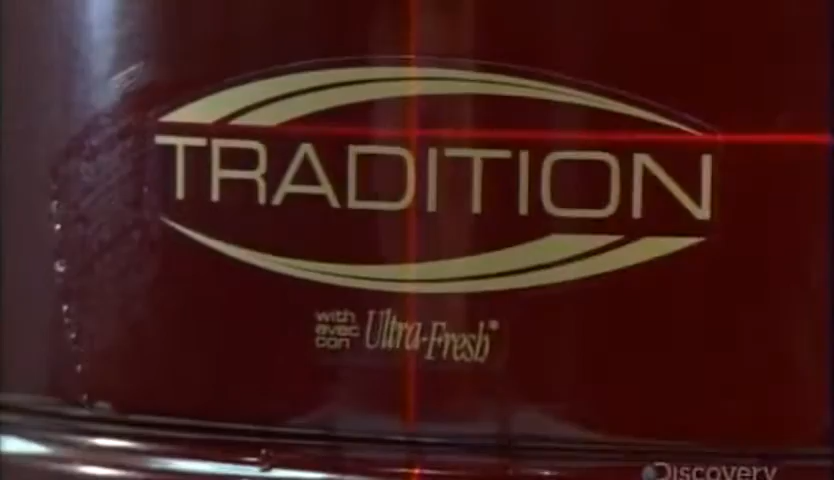 TRADITION
with
avec
con
Ultra-Fresh®
Discovery